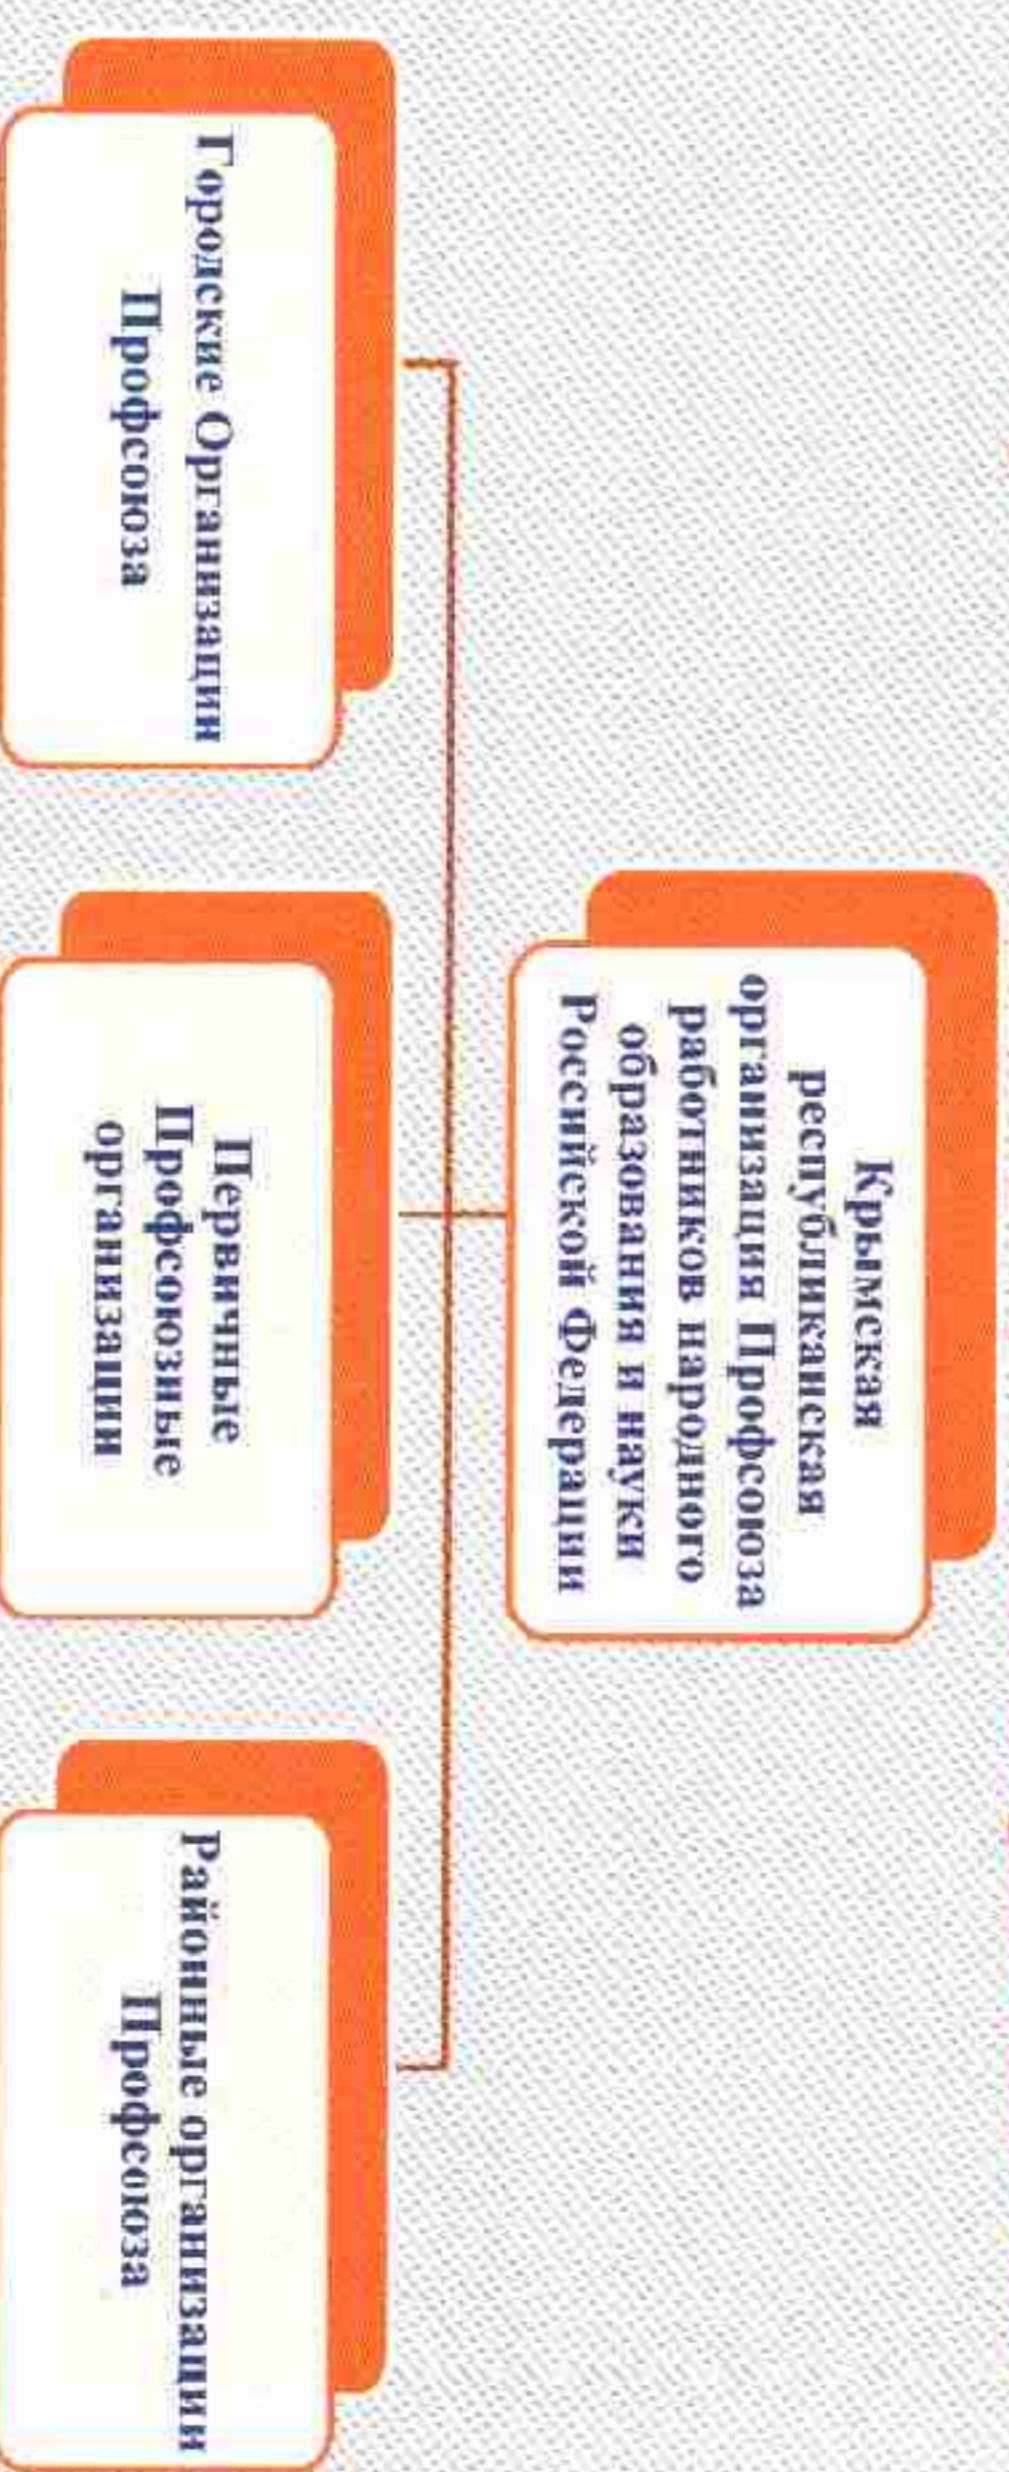 Крымская
республиканская
организация Профсоюза
работников народного
образования и науки
Российской Федерации
Городские Организации
Профсоюза
Первичные
Профсоюзные
организации
Районные организации
Профсоюза